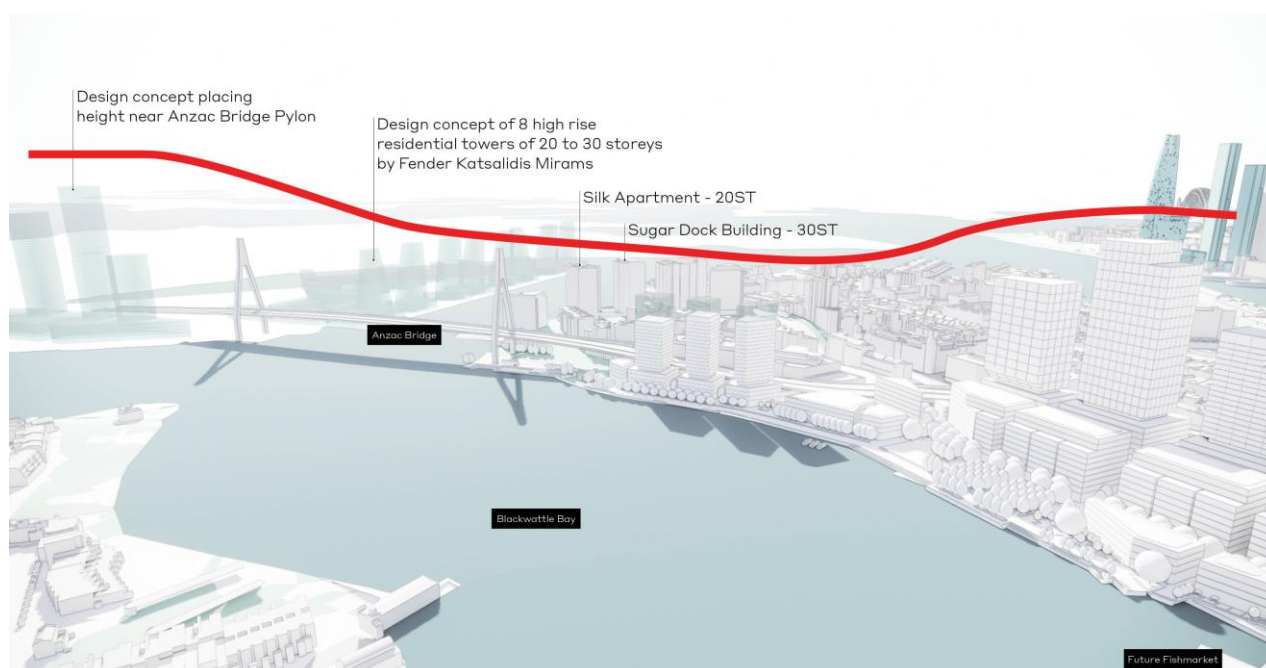 Design concept placing
height near Anzac Bridge Pylon
Design concept of 8 high rise
residential towers of 20 to 30 storeys
by Fender Katsalidis Mirams
Silk Apartment - 20ST
Sugar Dock Building - 30ST
Anzac Bridge
Blackwattle Bay
Future Fishmarket